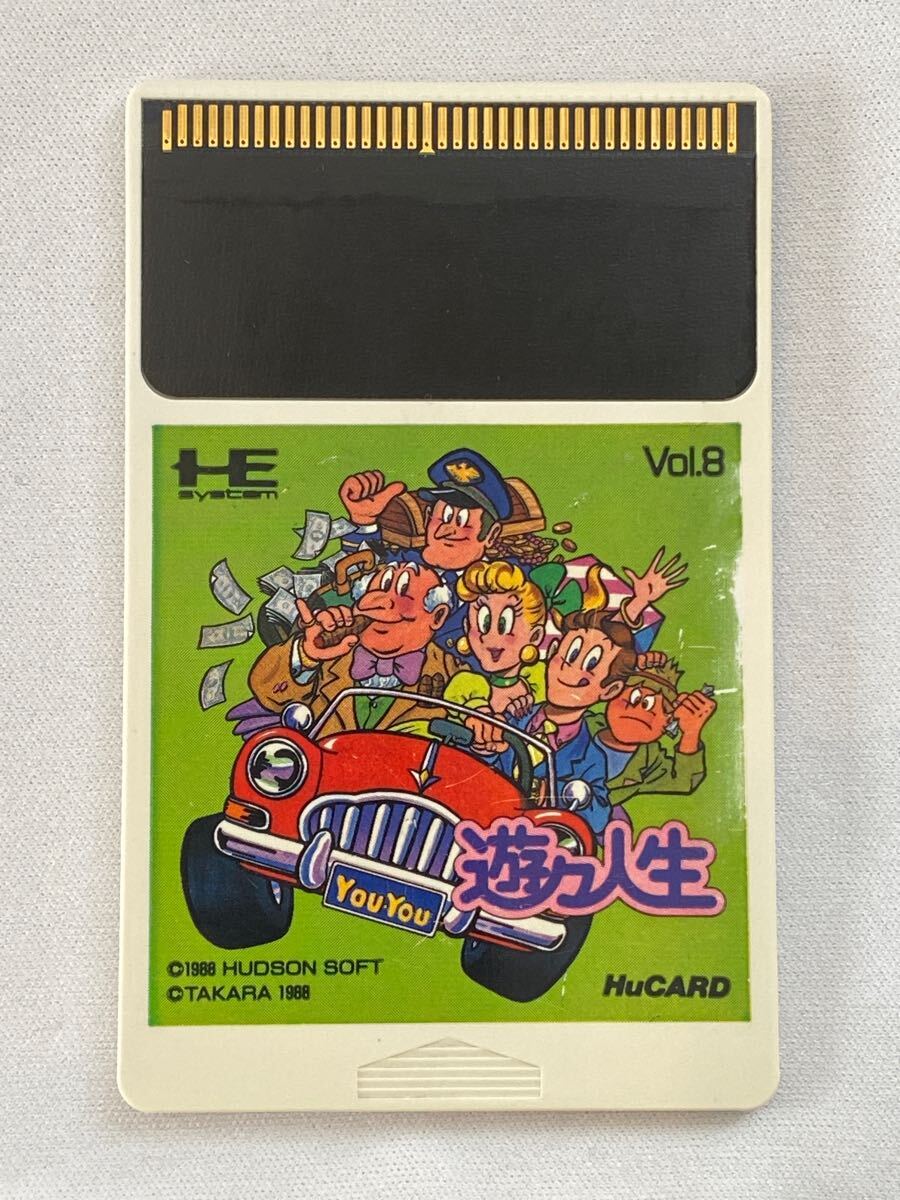 HE
system
Vol.8
遊々人生
YOU・YOU
©1988 HUDSON SOFT
©TAKARA 1988
HuCARD